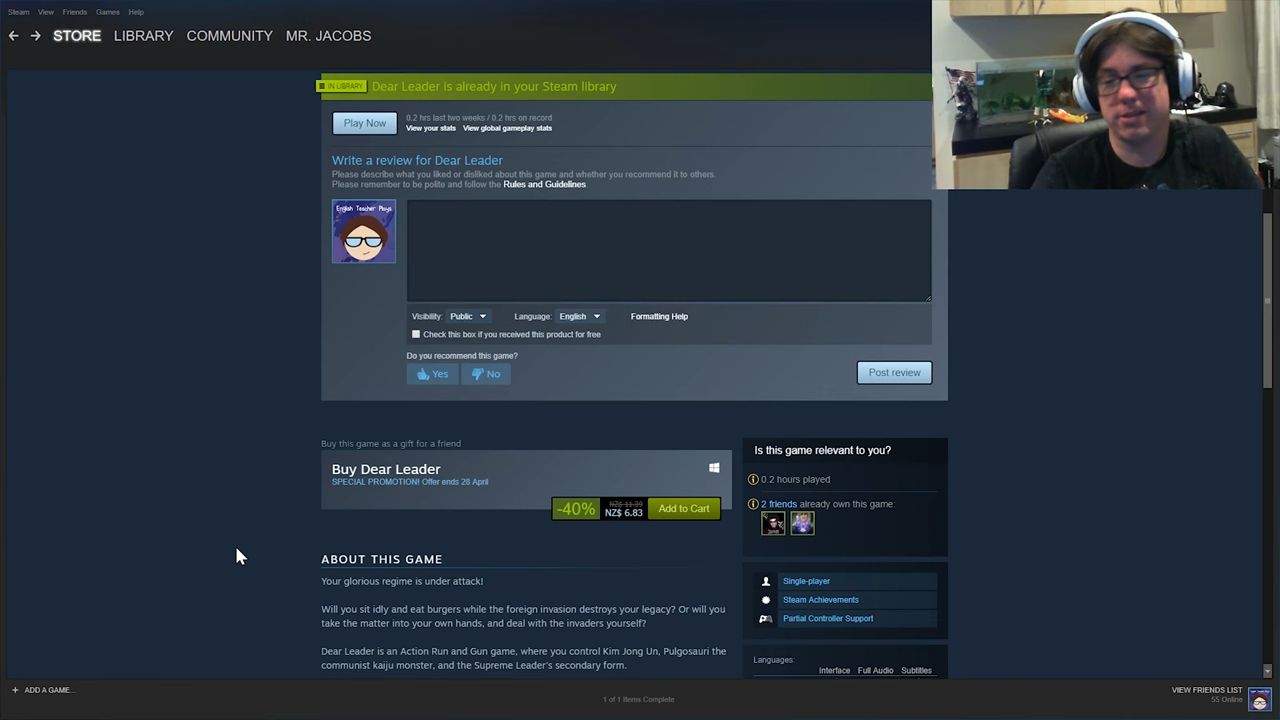 Steam View Friends Games Help
STORE LIBRARY COMMUNITY MR. JACOBS
IN LIBRARY Dear Leader is already in your Steam library
Play Now
0.2 hrs last two weeks / 0.2 hrs on record
View your stats View global gameplay stats
Write a review for Dear Leader
Please describe what you liked or disliked about this game and whether you recommend it to others.
Please remember to be polite and follow the Rules and Guidelines
English Teacher Plays
Visibility: Public Language: English Formatting Help
Check this box if you received this product for free
Do you recommend this game?
Yes No
Post review
Buy this game as a gift for a friend
Buy Dear Leader
SPECIAL PROMOTION! Offer ends 28 April
-40% NZ$ 11.39 NZ$ 6.83 Add to Cart
Is this game relevant to you?
0.2 hours played
2 friends already own this game:
ABOUT THIS GAME
Your glorious regime is under attack!
Will you sit idly and eat burgers while the foreign invasion destroys your legacy? Or will you
take the matter into your own hands, and deal with the invaders yourself?
Dear Leader is an Action Run and Gun game, where you control Kim Jong Un, Pulgosauri the
communist kaiju monster, and the Supreme Leader's secondary form.
Single-player
Steam Achievements
Partial Controller Support
Languages:
Interface Full Audio Subtitles
+ ADD A GAME...
1 of 1 Items Complete
VIEW FRIENDS LIST
55 Online